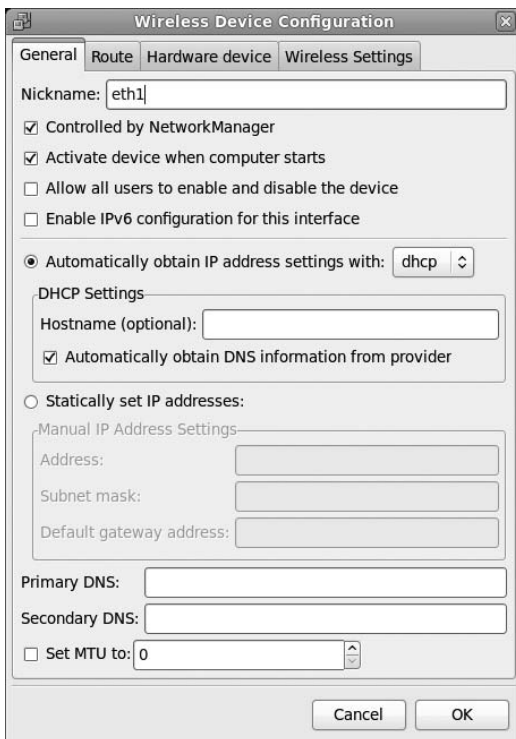 Wireless Device Configuration
General Route Hardware device Wireless Settings
Nickname: eth1
Controlled by NetworkManager
Activate device when computer starts
Allow all users to enable and disable the device
Enable IPv6 configuration for this interface
Automatically obtain IP address settings with: dhcp
DHCP Settings
Hostname (optional):
Automatically obtain DNS information from provider
Statically set IP addresses:
Manual IP Address Settings
Address:
Subnet mask:
Default gateway address:
Primary DNS:
Secondary DNS:
Set MTU to: 0
Cancel OK